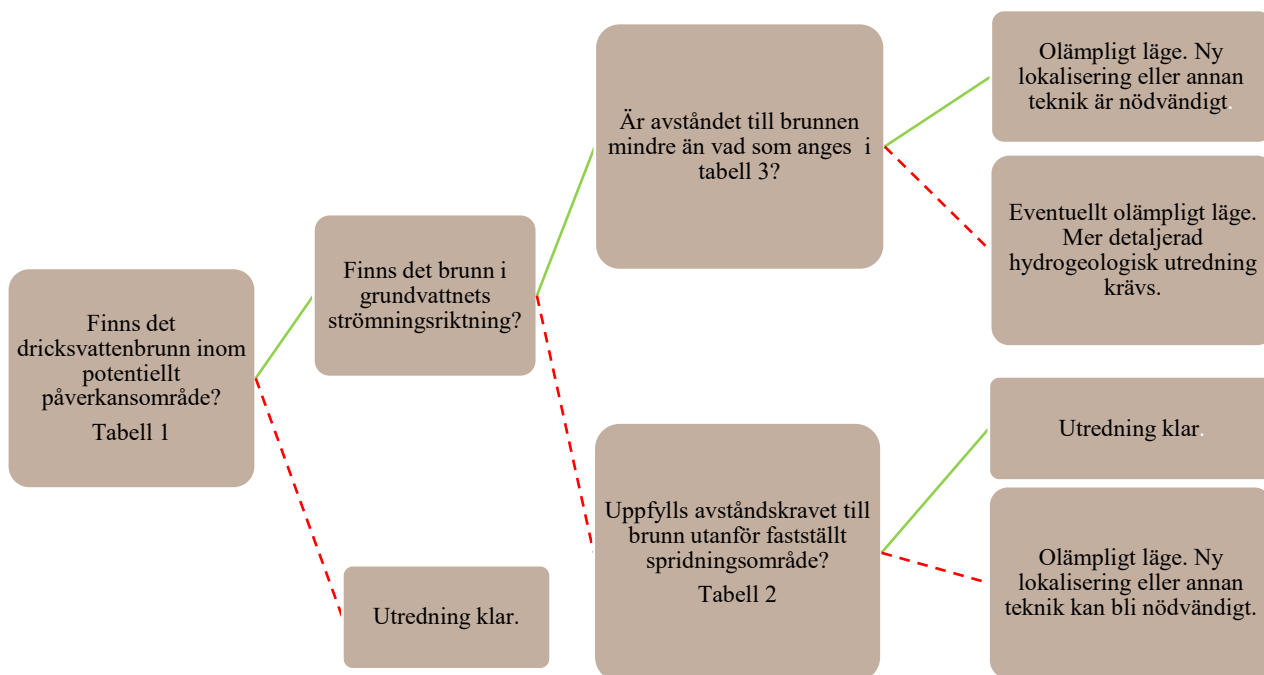 Finns det
dricksvattenbrunn inom
potentiellt
påverkansområde?
Tabell 1
Finns det brunn i
grundvattnets
strömningsriktning?
Utredning klar.
Är avståndet till brunnen
mindre än vad som anges i
tabell 3?
Uppfylls avståndskravet till
brunn utanför fastställt
spridningsområde?
Tabell 2
Olämpligt läge. Ny
lokalisering eller annan
teknik är nödvändigt.
Eventuellt olämpligt läge.
Mer detaljerad
hydrogeologisk utredning
krävs.
Utredning klar.
Olämpligt läge. Ny
lokalisering eller annan
teknik kan bli nödvändigt.